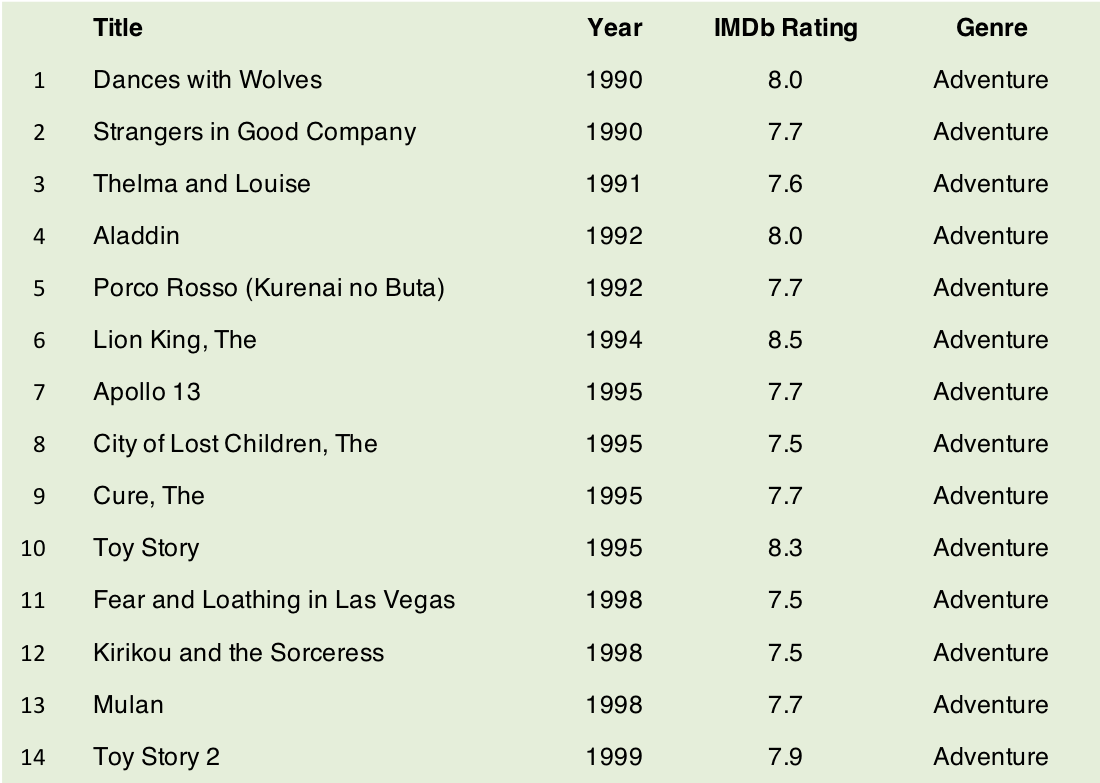 Title Year IMDb Rating Genre
1 Dances with Wolves 1990 8.0 Adventure
2 Strangers in Good Company 1990 7.7 Adventure
3 Thelma and Louise 1991 7.6 Adventure
4 Aladdin 1992 8.0 Adventure
5 Porco Rosso (Kurenai no Buta) 1992 7.7 Adventure
6 Lion King, The 1994 8.5 Adventure
7 Apollo 13 1995 7.7 Adventure
8 City of Lost Children, The 1995 7.5 Adventure
9 Cure, The 1995 7.7 Adventure
10 Toy Story 1995 8.3 Adventure
11 Fear and Loathing in Las Vegas 1998 7.5 Adventure
12 Kirikou and the Sorceress 1998 7.5 Adventure
13 Mulan 1998 7.7 Adventure
14 Toy Story 2 1999 7.9 Adventure